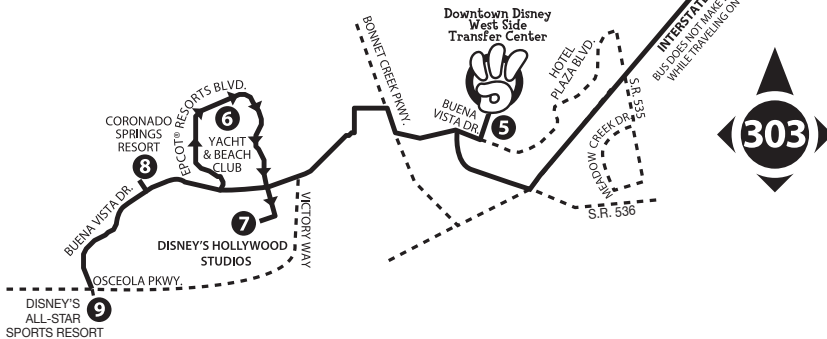 Downtown Disney
West Side
Transfer Center
BONNET CREEK PKWY.
HOTEL
PLAZA BLVD.
INTERSTATE
BUS DOES NOT MAKE
WHILE TRAVELING ON
S.R. 535
BUENA
VISTA DR.
5
MEADOW CREEK DR.
S.R. 536
303
EPCOT® RESORTS BLVD.
6
YACHT
& BEACH
CLUB
CORONADO
SPRINGS
RESORT
8
BUENA VISTA DR.
7
DISNEY'S HOLLYWOOD
STUDIOS
VICTORY WAY
OSCEOLA PKWY.
DISNEY'S
ALL-STAR
SPORTS RESORT
9